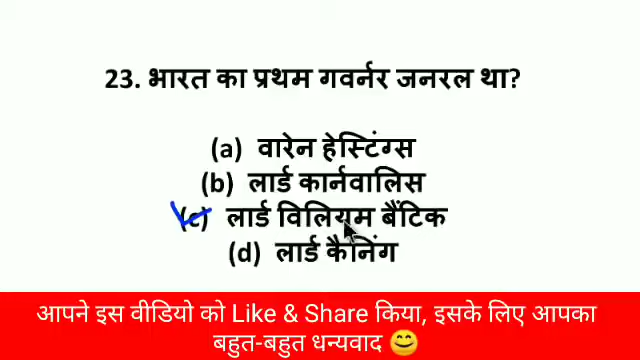 23. भारत का प्रथम गवर्नर जनरल था?
(a) वारेन हेस्टिंग्स
(b) लार्ड कार्नवालिस
(c) लार्ड विलियम बैंटिक
(d) लार्ड कैनिंग
आपने इस वीडियो को Like & Share किया, इसके लिए आपका
बहुत-बहुत धन्यवाद 😊